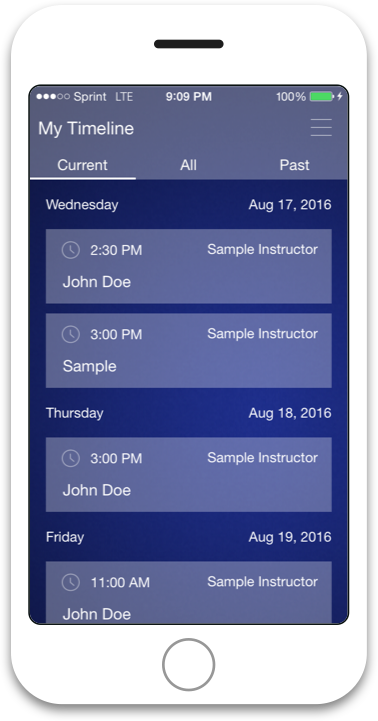 Sprint LTE 9:09 PM 100%
My Timeline
Current All Past
Wednesday Aug 17, 2016
2:30 PM Sample Instructor
John Doe
3:00 PM Sample Instructor
Sample
Thursday Aug 18, 2016
3:00 PM Sample Instructor
John Doe
Friday Aug 19, 2016
11:00 AM Sample Instructor
John Doe